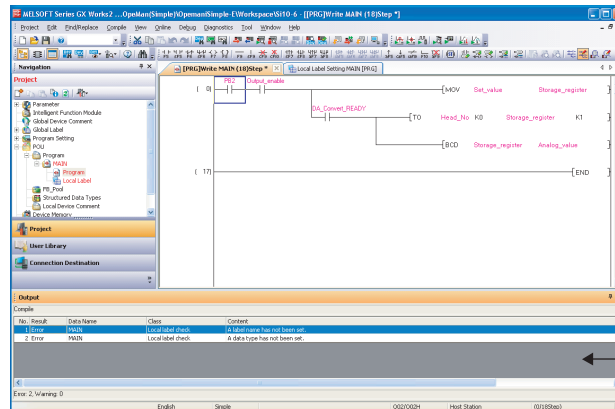 MELSOFT Series GX Works2 ...OpeMan(Simple)\Opemani(Simple-E\Workspace\Si10-6 - [[PRG]Write MAIN (18)Step *]
Project Edit Find/Replace Compile View Online Debug Diagnostics Tool Window Help
Navigation
[PRG]Write MAIN (18)Step *
Local Label Setting MAIN [PRG]
Project
Parameter
Intelligent Function Module
Global Device Comment
Global Label
Program Setting
POU
Program
MAIN
Program
Local Label
FB_Pool
Structured Data Types
Local Device Comment
Device Memory
Project
User Library
Connection Destination
PB2 Output_enable
( 0) [MOV Set_value Storage_register ]
DA_Convert_READY
[TO Head_No K0 Storage_register K1 ]
[BCD Storage_register Analog_value ]
( 17) [END ]
Output
Compile
No. Result Data Name Class Content
1 Error MAIN Local label check A label name has not been set.
2 Error MAIN Local label check A data type has not been set.
Error: 2, Warning: 0
English Simple 002/002H Host Station (0/18Step)